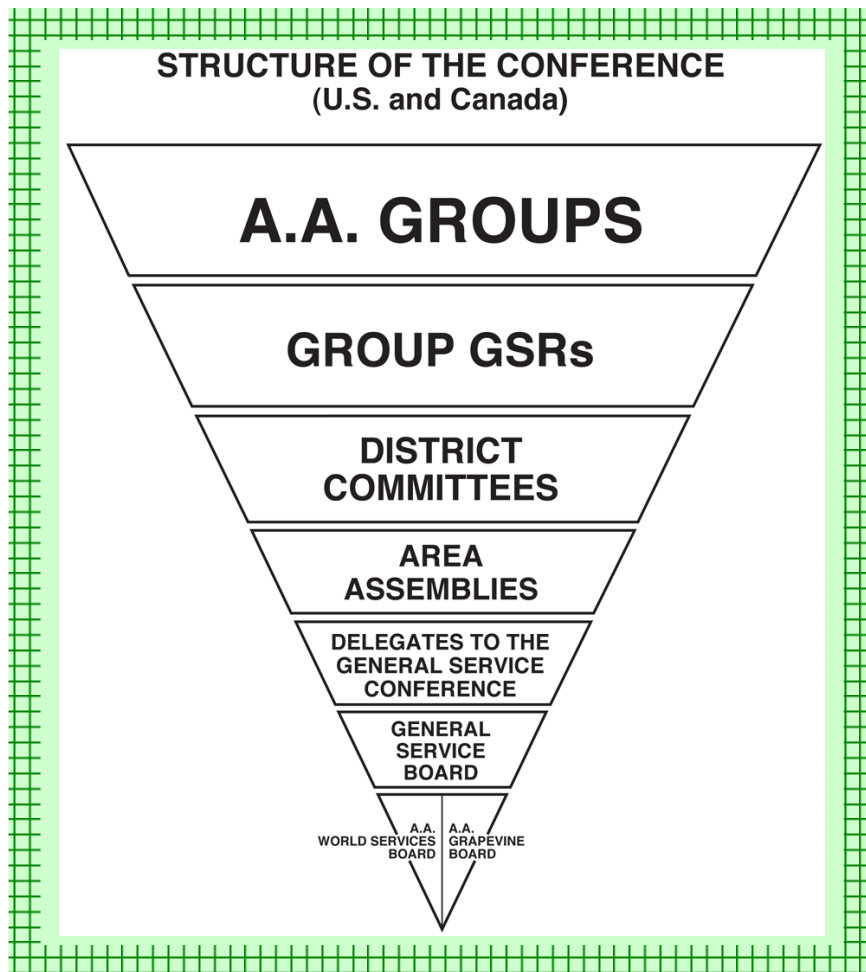 STRUCTURE OF THE CONFERENCE
(U.S. and Canada)
A.A. GROUPS
GROUP GSRs
DISTRICT
COMMITTEES
AREA
ASSEMBLIES
DELEGATES TO THE
GENERAL SERVICE
CONFERENCE
GENERAL
SERVICE
BOARD
A.A.
WORLD SERVICES
BOARD
A.A.
GRAPEVINE
BOARD